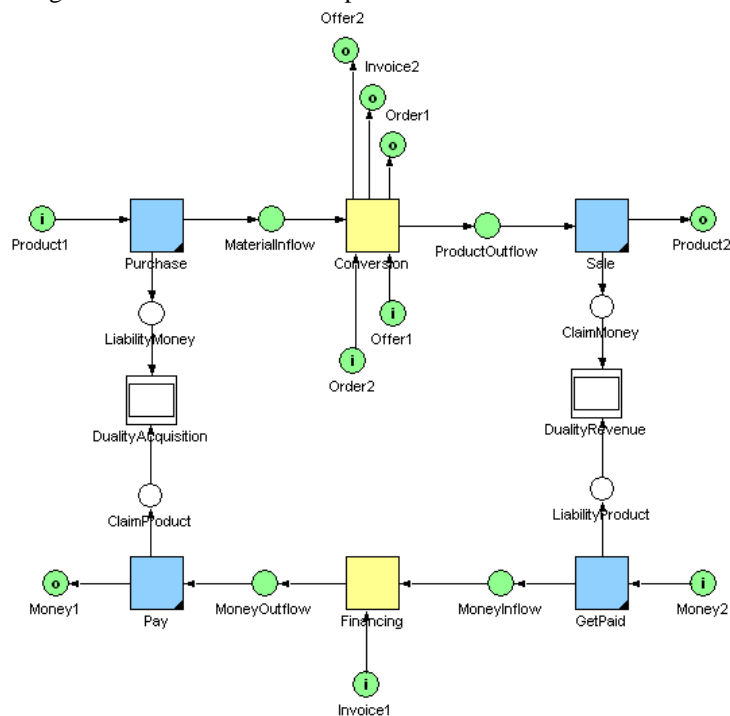 Offer2
o
Invoice2
o
Order1
o
i
o
Product1
Purchase
MaterialInflow
Conversion
ProductOutflow
Sale
Product2
LiabilityMoney
i
Offer1
ClaimMoney
i
Order2
DualityAcquisition
DualityRevenue
ClaimProduct
LiabilityProduct
o
i
Money1
Pay
MoneyOutflow
Financing
MoneyInflow
GetPaid
Money2
i
Invoice1